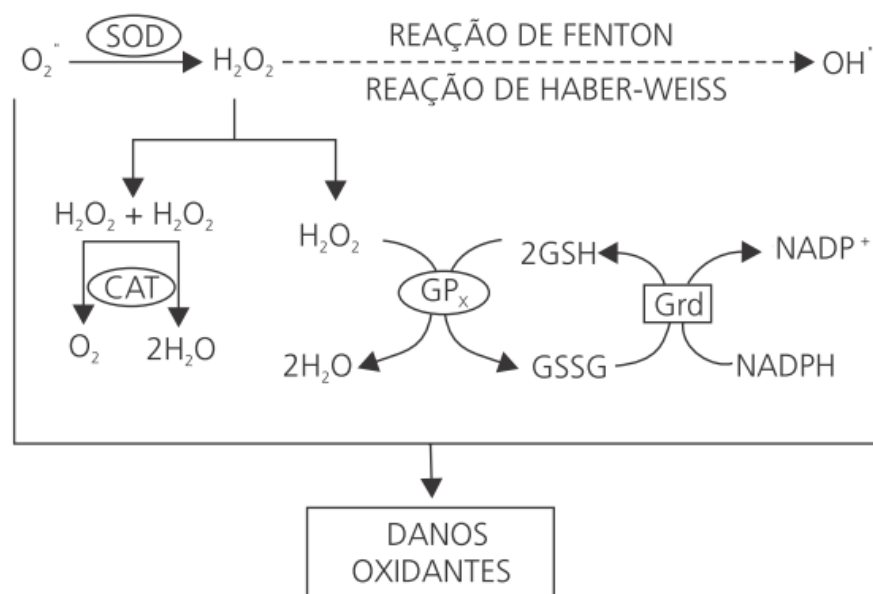 O₂˙˙
SOD
H₂O₂
REAÇÃO DE FENTON
REAÇÃO DE HABER-WEISS
OH˙
H₂O₂ + H₂O₂
CAT
O₂
2H₂O
H₂O₂
2H₂O
GPₓ
2GSH
GSSG
Grd
NADP⁺
NADPH
DANOS
OXIDANTES